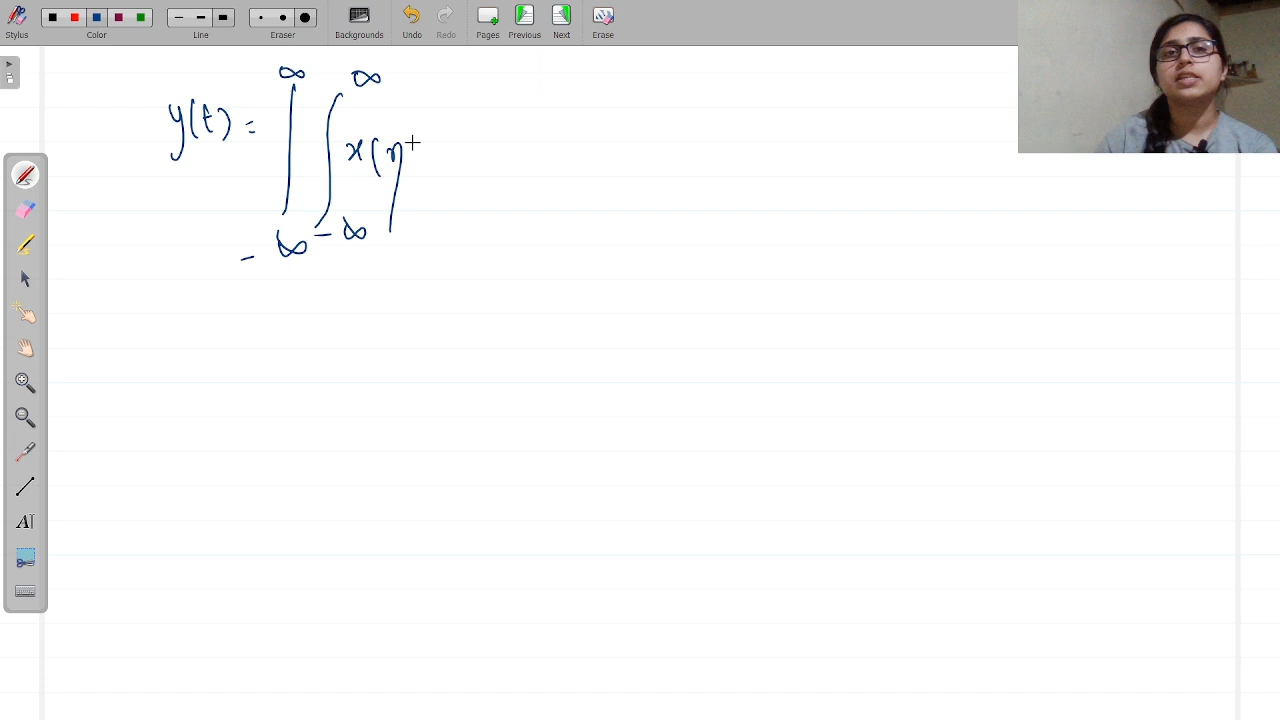 Stylus Color Line Eraser Backgrounds Undo Redo Pages Previous Next Erase
∞ ∞
y(t) = ∫ ∫ x(η
-∞ -∞